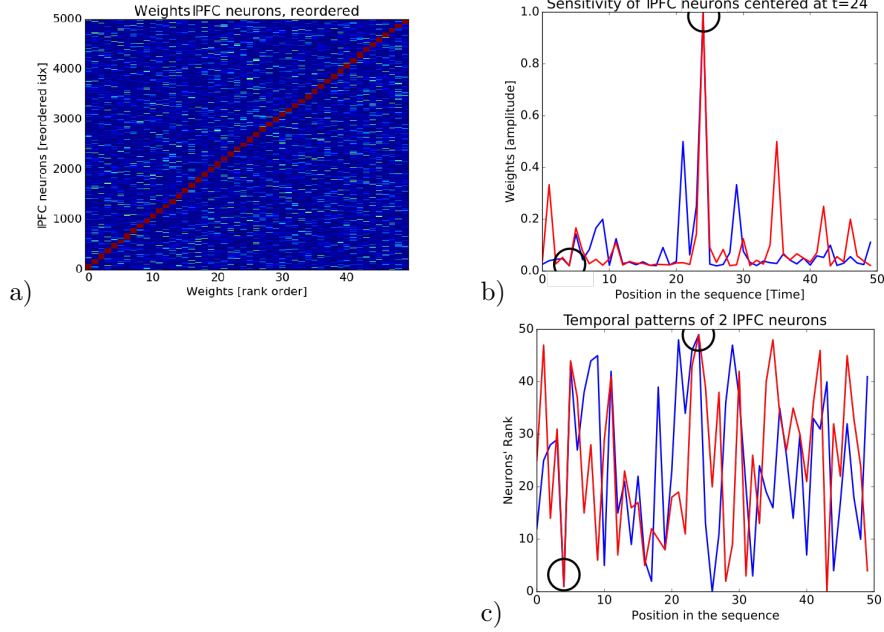 Weights lPFC neurons, reordered
5000
4000
3000
2000
1000
0
lPFC neurons [reordered idx]
0 10 20 30 40
Weights [rank order]
a)
Sensitivity of lPFC neurons centered at t=24
1.0
0.8
0.6
0.4
0.2
0.0
Weights [amplitude]
0 10 20 30 40 50
Position in the sequence [Time]
b)
Temporal patterns of 2 lPFC neurons
50
40
30
20
10
0
Neurons' Rank
0 10 20 30 40 50
Position in the sequence
c)